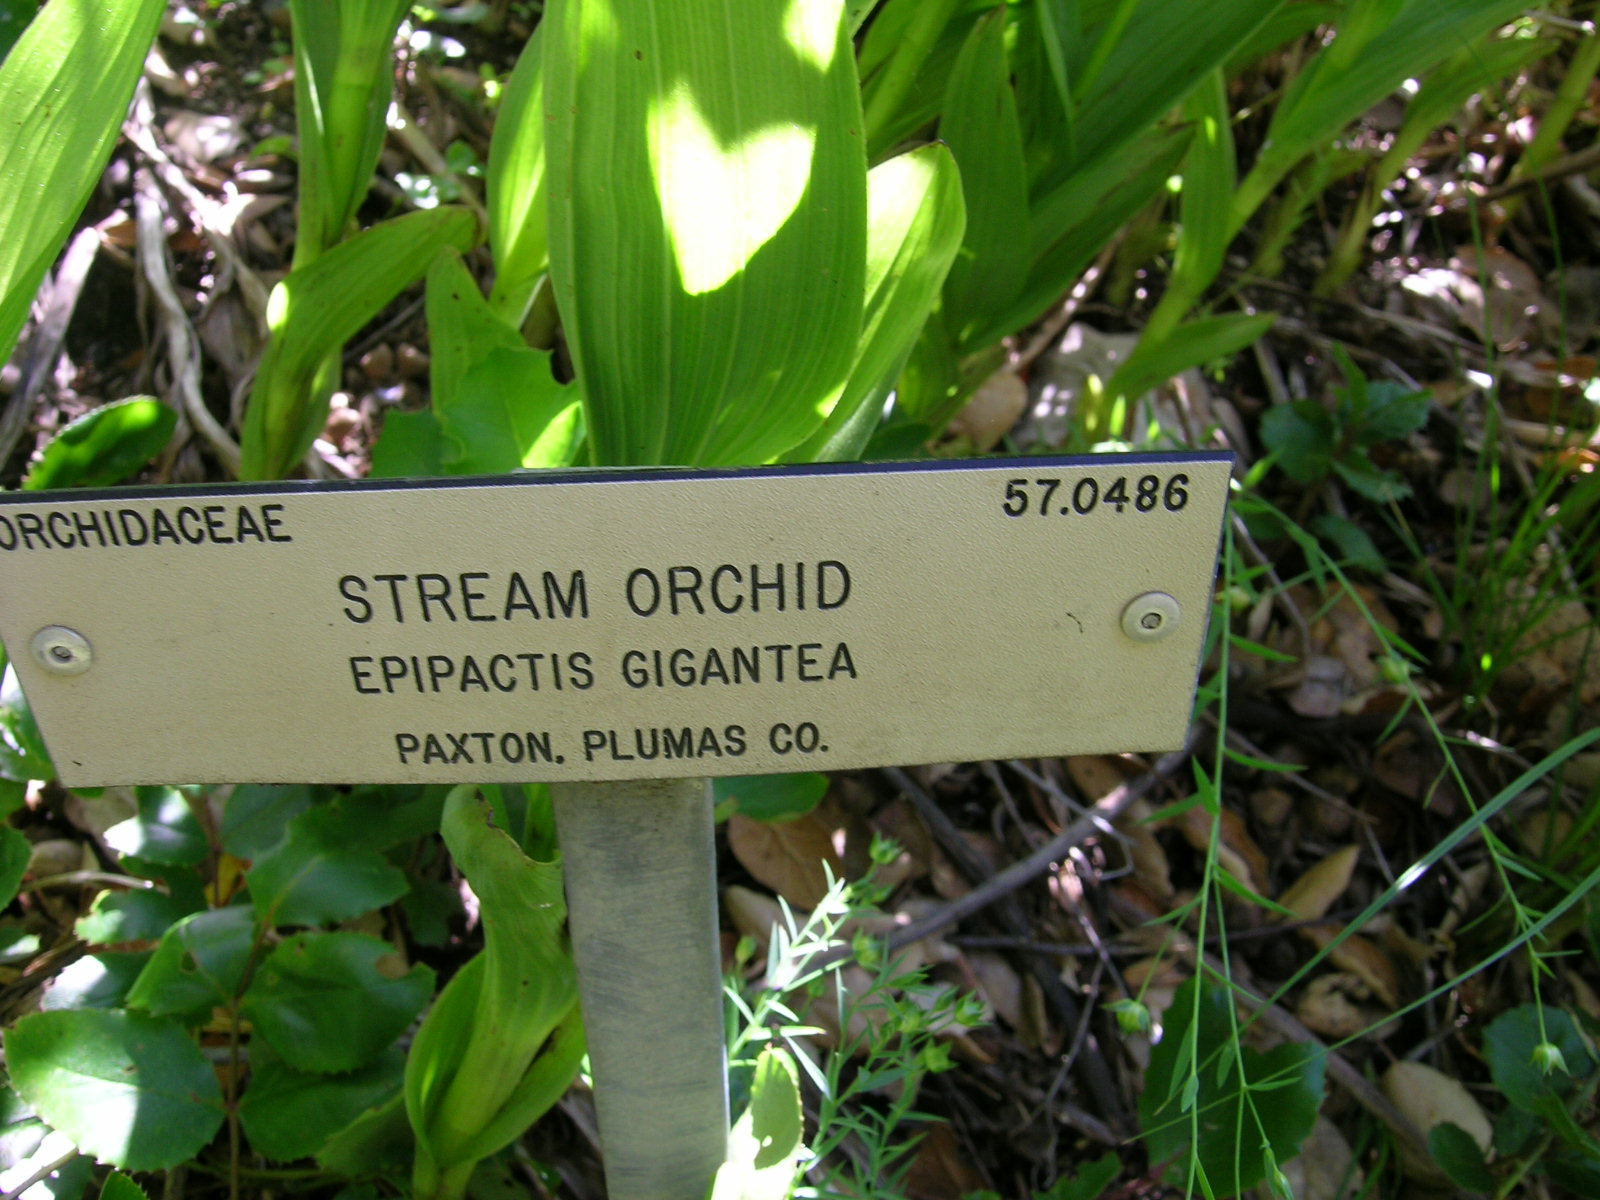 ORCHIDACEAE 57.0486
STREAM ORCHID
EPIPACTIS GIGANTEA
PAXTON, PLUMAS CO.